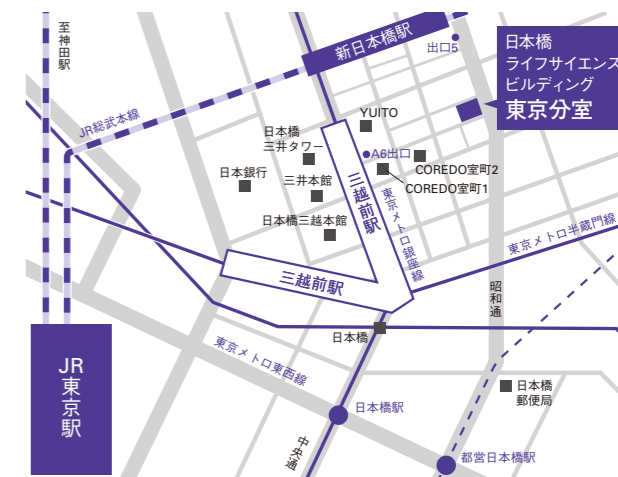 至神田駅
新日本橋駅
出口5
日本橋
ライフサイエンス
ビルディング
東京分室
JR総武本線
YUITO
日本橋
三井タワー
A6出口
COREDO室町2
COREDO室町1
日本銀行
三井本館
三越前駅
東京メトロ銀座線
日本橋三越本館
東京メトロ半蔵門線
三越前駅
昭和通
日本橋
JR東京駅
東京メトロ東西線
日本橋
郵便局
日本橋駅
中央通
都営日本橋駅